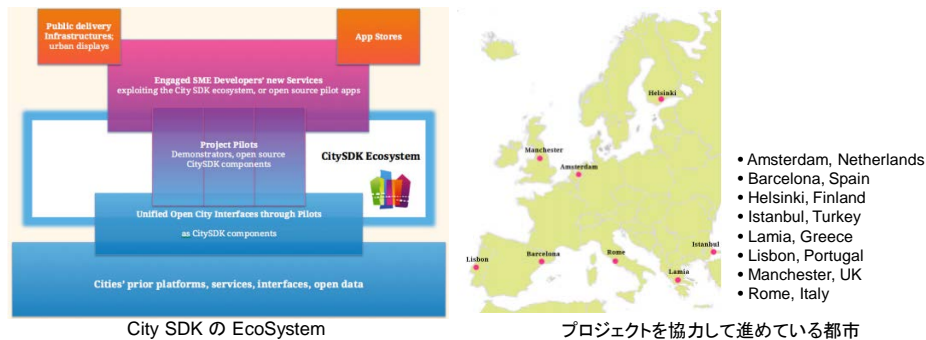 Public delivery
Infrastructures;
urban displays
App Stores
Engaged SME Developers' new Services
exploiting the City SDK ecosystem, or open source pilot apps
Project Pilots
Demonstrators, open source
CitySDK components
CitySDK Ecosystem
Unified Open City Interfaces through Pilots
as CitySDK components
Cities' prior platforms, services, interfaces, open data
City SDK の EcoSystem
Helsinki
Manchester
Amsterdam
Lisbon
Barcelona
Rome
Istanbul
Lamia
• Amsterdam, Netherlands
• Barcelona, Spain
• Helsinki, Finland
• Istanbul, Turkey
• Lamia, Greece
• Lisbon, Portugal
• Manchester, UK
• Rome, Italy
プロジェクトを協力して進めている都市